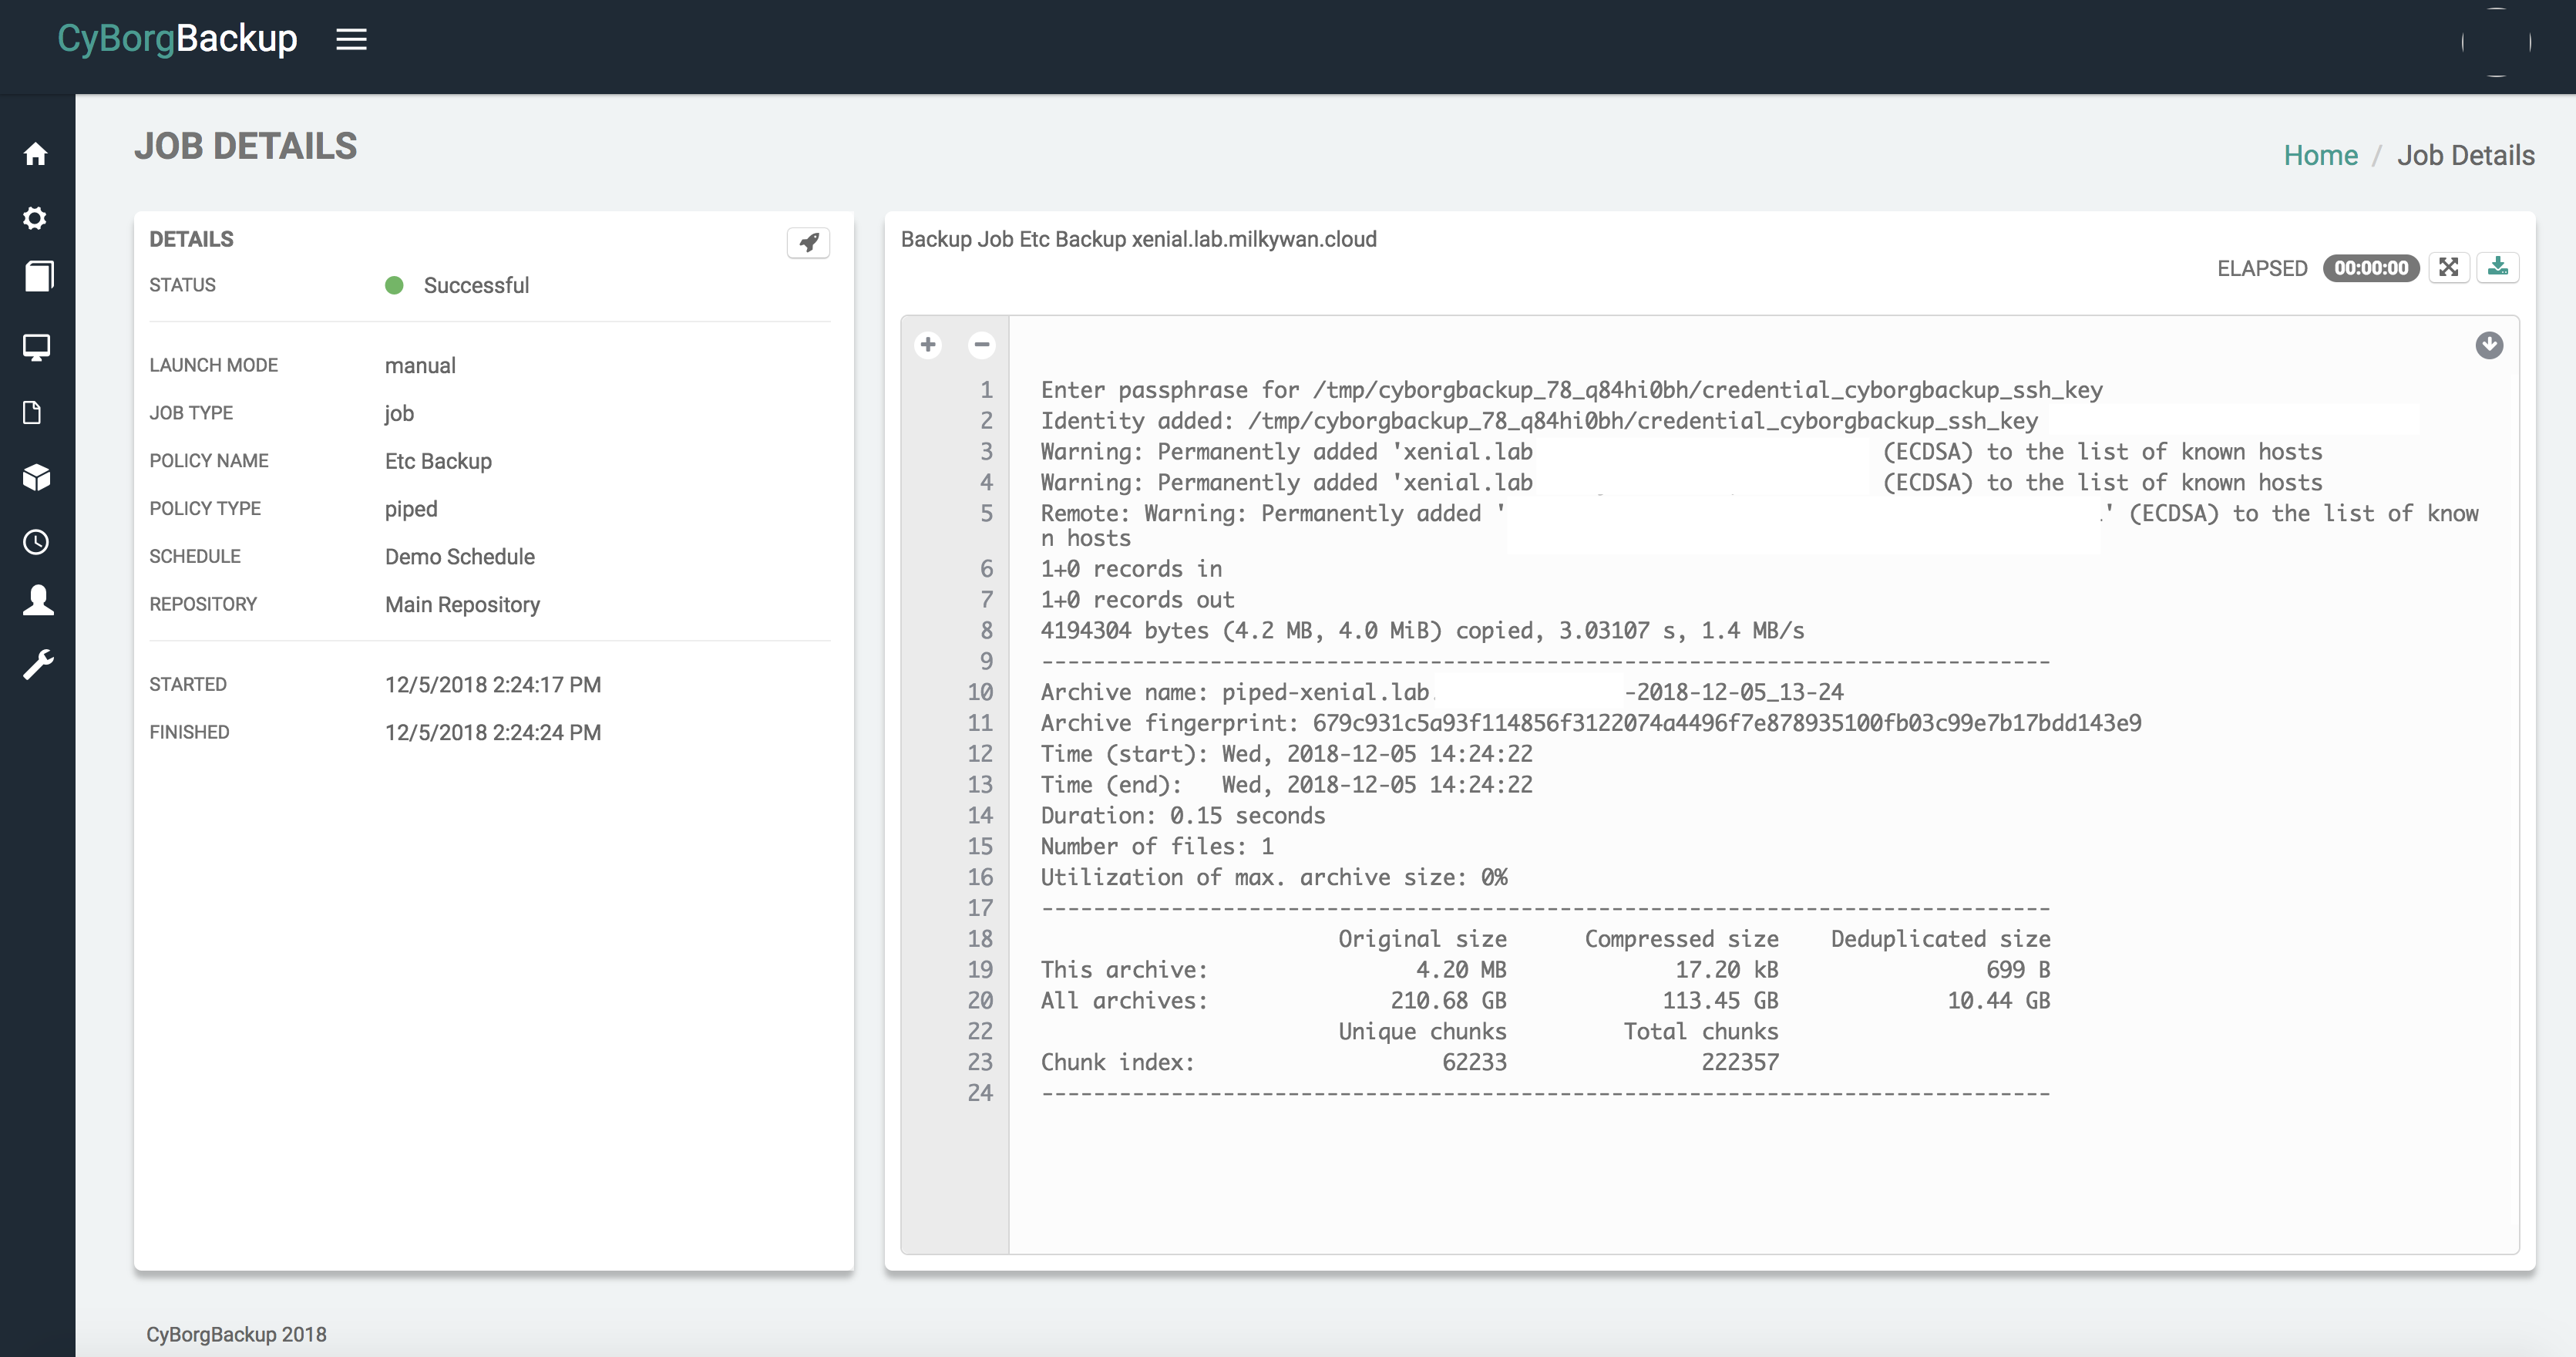 CyBorgBackup
JOB DETAILS
Home / Job Details
DETAILS
STATUS Successful
LAUNCH MODE manual
JOB TYPE job
POLICY NAME Etc Backup
POLICY TYPE piped
SCHEDULE Demo Schedule
REPOSITORY Main Repository
STARTED 12/5/2018 2:24:17 PM
FINISHED 12/5/2018 2:24:24 PM
Backup Job Etc Backup xenial.lab.milkywan.cloud
ELAPSED 00:00:00
1 Enter passphrase for /tmp/cyborgbackup_78_q84hi0bh/credential_cyborgbackup_ssh_key
2 Identity added: /tmp/cyborgbackup_78_q84hi0bh/credential_cyborgbackup_ssh_key
3 Warning: Permanently added 'xenial.lab (ECDSA) to the list of known hosts
4 Warning: Permanently added 'xenial.lab (ECDSA) to the list of known hosts
5 Remote: Warning: Permanently added ' .' (ECDSA) to the list of know
n hosts
6 1+0 records in
7 1+0 records out
8 4194304 bytes (4.2 MB, 4.0 MiB) copied, 3.03107 s, 1.4 MB/s
9 ------------------------------------------------------------------------------
10 Archive name: piped-xenial.lab. -2018-12-05_13-24
11 Archive fingerprint: 679c931c5a93f114856f3122074a4496f7e878935100fb03c99e7b17bdd143e9
12 Time (start): Wed, 2018-12-05 14:24:22
13 Time (end):   Wed, 2018-12-05 14:24:22
14 Duration: 0.15 seconds
15 Number of files: 1
16 Utilization of max. archive size: 0%
17 ------------------------------------------------------------------------------
18 Original size Compressed size Deduplicated size
19 This archive: 4.20 MB 17.20 kB 699 B
20 All archives: 210.68 GB 113.45 GB 10.44 GB
22 Unique chunks Total chunks
23 Chunk index: 62233 222357
24 ------------------------------------------------------------------------------
CyBorgBackup 2018